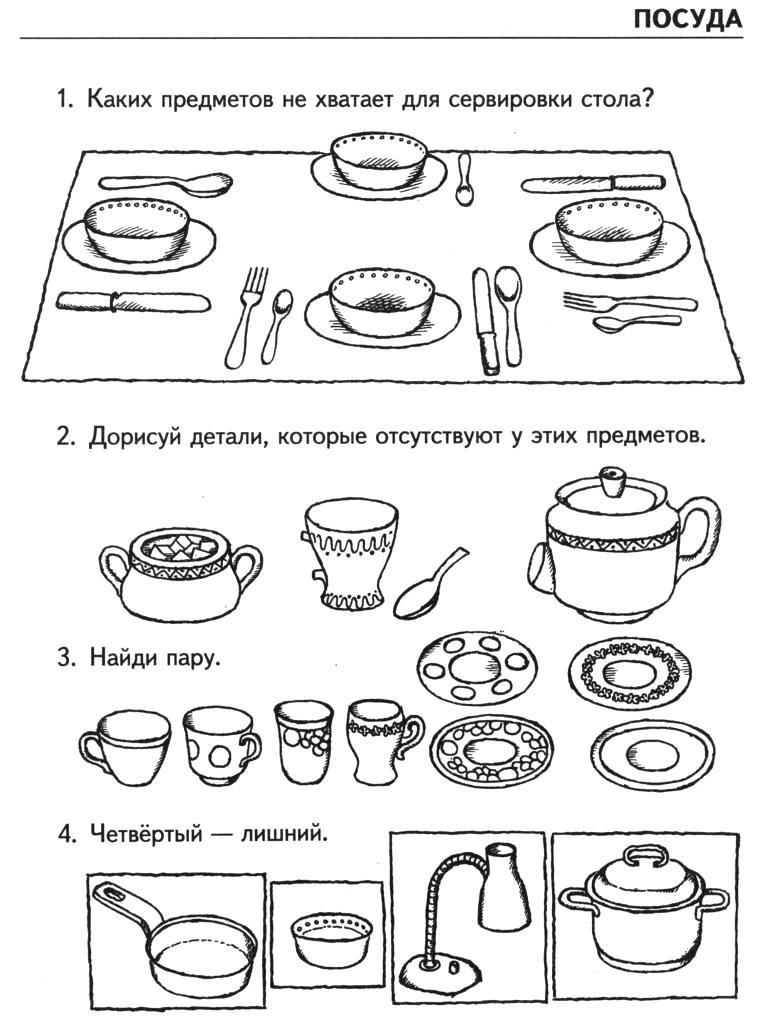 ПОСУДА
1. Каких предметов не хватает для сервировки стола?
2. Дорисуй детали, которые отсутствуют у этих предметов.
3. Найди пару.
4. Четвёртый — лишний.